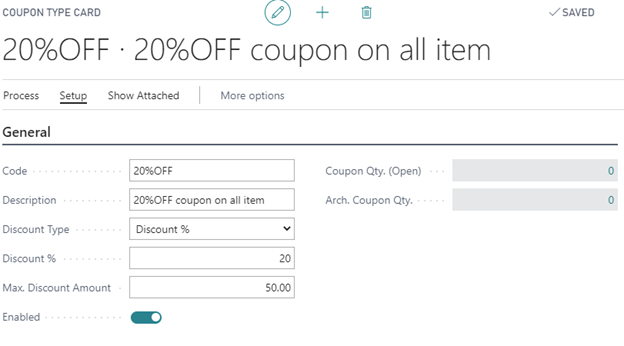 COUPON TYPE CARD
SAVED
20%OFF · 20%OFF coupon on all item
Process Setup Show Attached More options
General
Code 20%OFF Coupon Qty. (Open) 0
Description 20%OFF coupon on all item Arch. Coupon Qty. 0
Discount Type Discount %
Discount % 20
Max. Discount Amount 50.00
Enabled